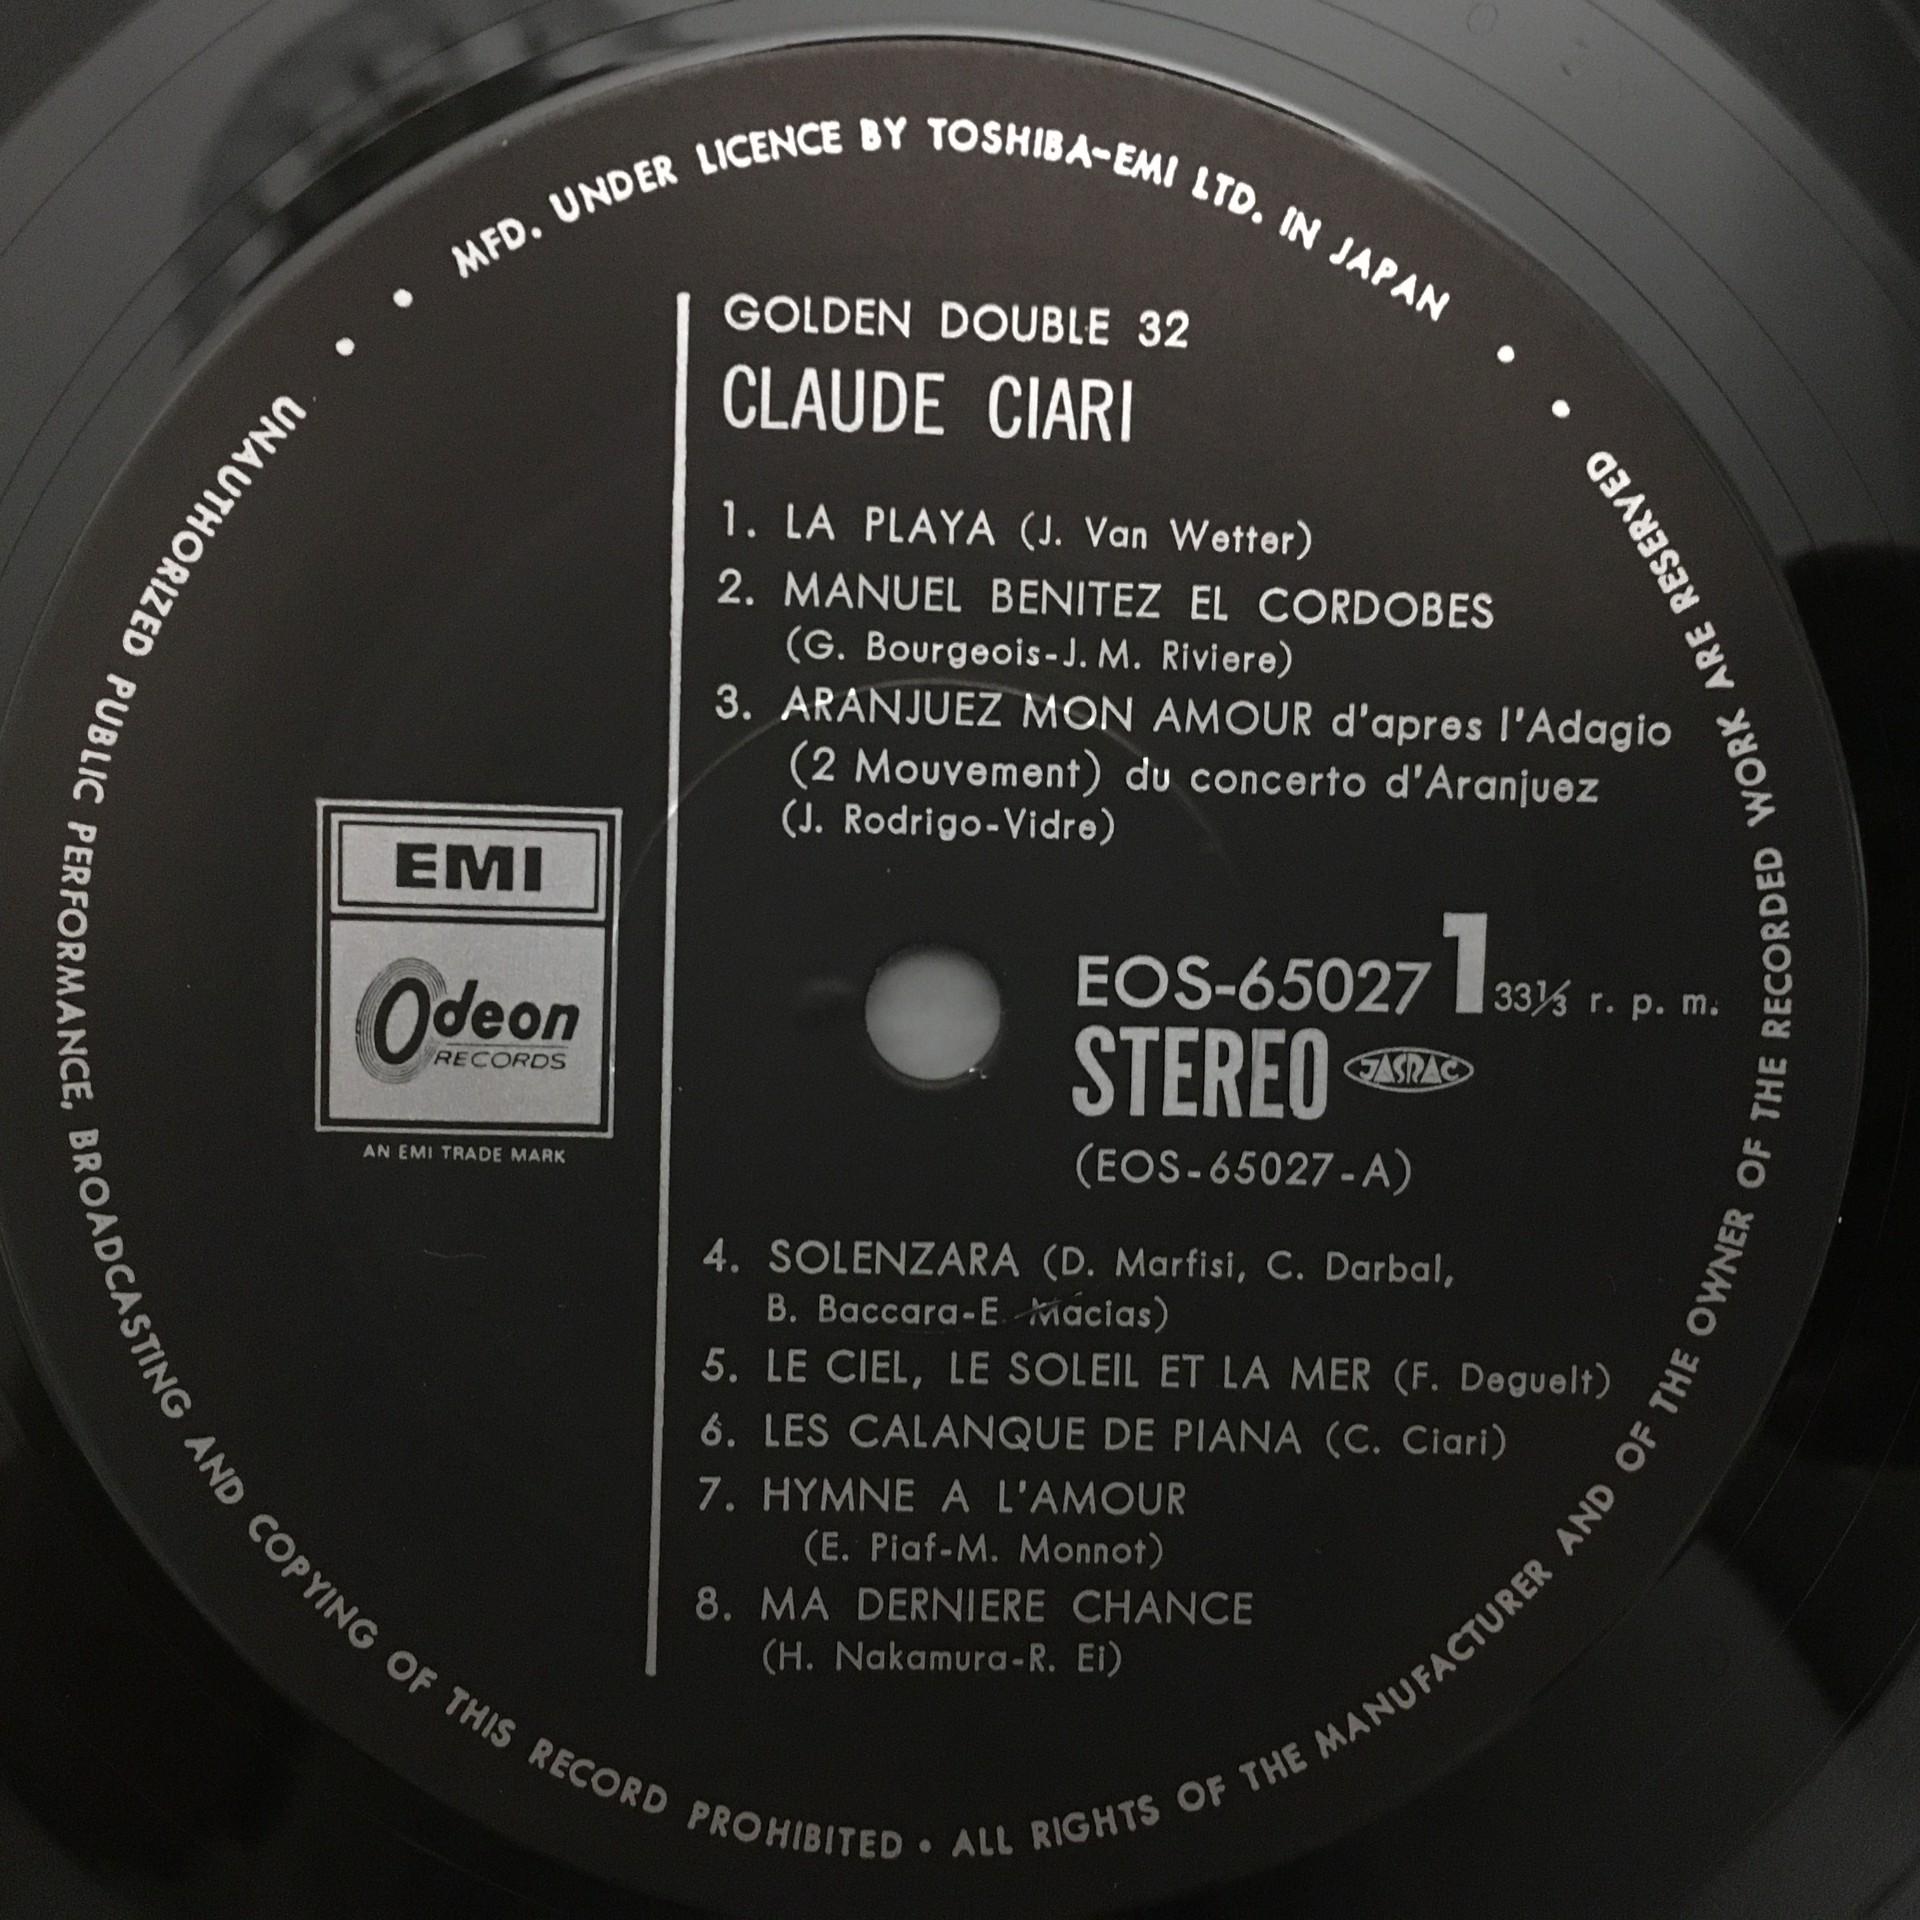 MFD. UNDER LICENCE BY TOSHIBA-EMI LTD. IN JAPAN
GOLDEN DOUBLE 32
CLAUDE CIARI
1. LA PLAYA (J. Van Wetter)
2. MANUEL BENITEZ EL CORDOBES
(G. Bourgeois-J. M. Riviere)
3. ARANJUEZ MON AMOUR d'apres l'Adagio
(2 Mouvement) du concerto d'Aranjuez
(J. Rodrigo-Vidre)
EMI
Odeon
RECORDS
AN EMI TRADE MARK
EOS-65027 1 33⅓ r. p. m.
STEREO JASRAC
(EOS-65027-A)
4. SOLENZARA (D. Marfisi, C. Darbal,
B. Baccara-E. Macias)
5. LE CIEL, LE SOLEIL ET LA MER (F. Deguelt)
6. LES CALANQUE DE PIANA (C. Ciari)
7. HYMNE A L'AMOUR
(E. Piaf-M. Monnot)
8. MA DERNIERE CHANCE
(H. Nakamura-R. Ei)
UNAUTHORIZED PUBLIC PERFORMANCE, BROADCASTING AND COPYING OF THIS RECORD PROHIBITED • ALL RIGHTS OF THE MANUFACTURER AND OF THE OWNER OF THE RECORDED WORK ARE RESERVED